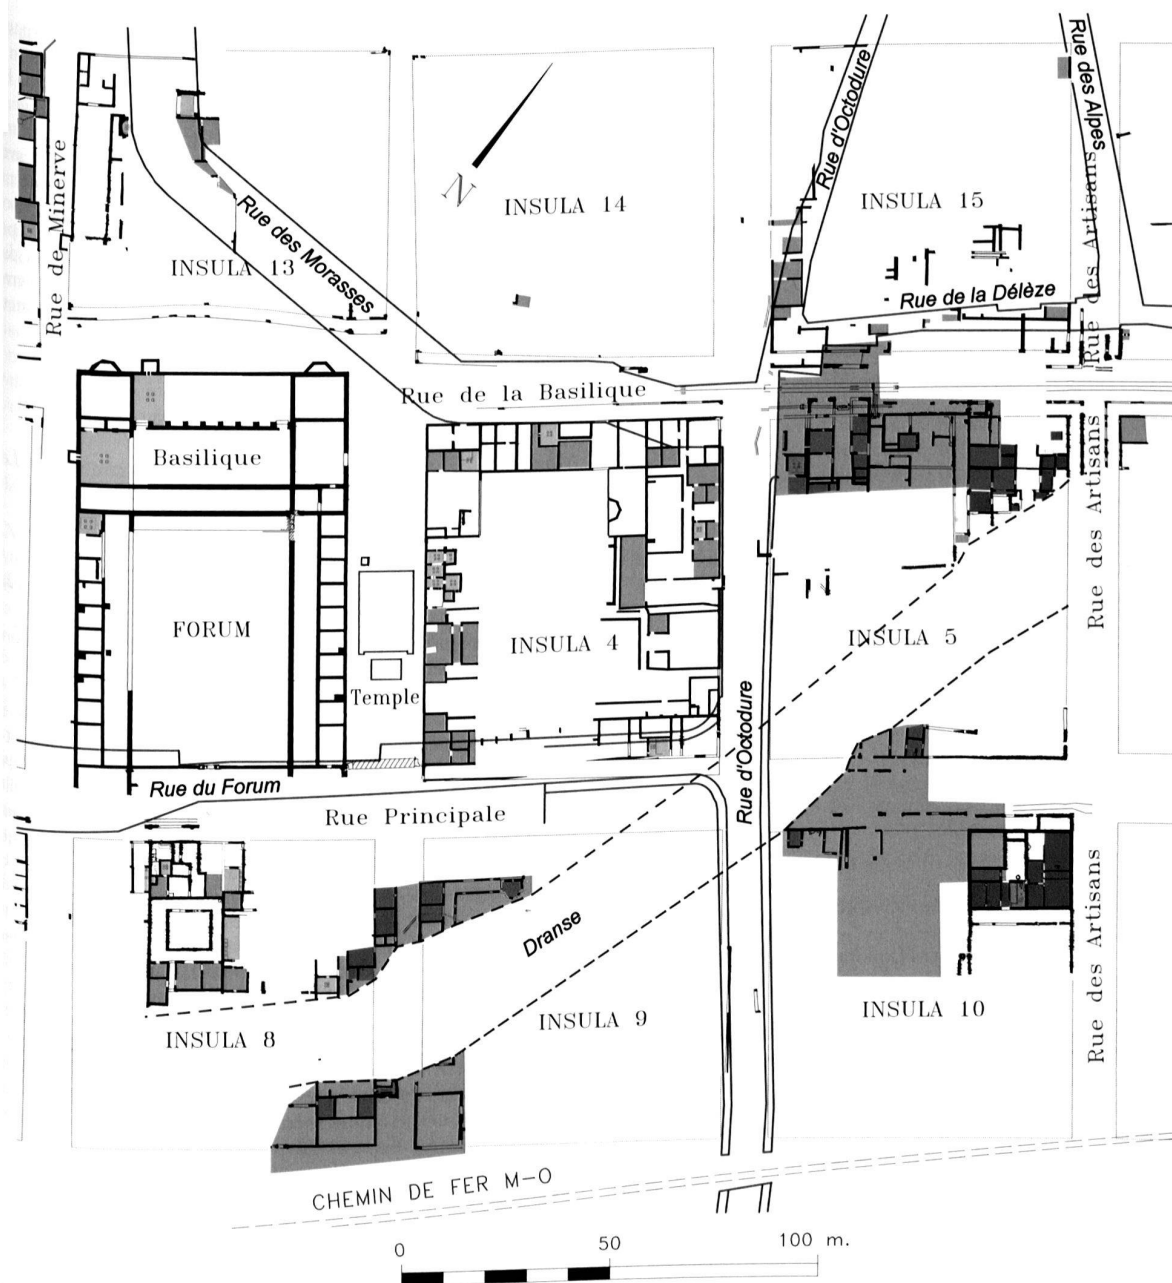 Rue des Alpes
Rue d'Octodure
Rue de Minerve
INSULA 14
INSULA 15
Rue des Artisans
N
Rue des Morasses
INSULA 13
Rue de la Délèze
Rue de la Basilique
Basilique
Rue des Artisans
FORUM
INSULA 4
INSULA 5
Temple
Rue d'Octodure
Rue du Forum
Rue Principale
Dranse
Rue des Artisans
INSULA 8
INSULA 9
INSULA 10
CHEMIN DE FER M-O
0 50 100 m.